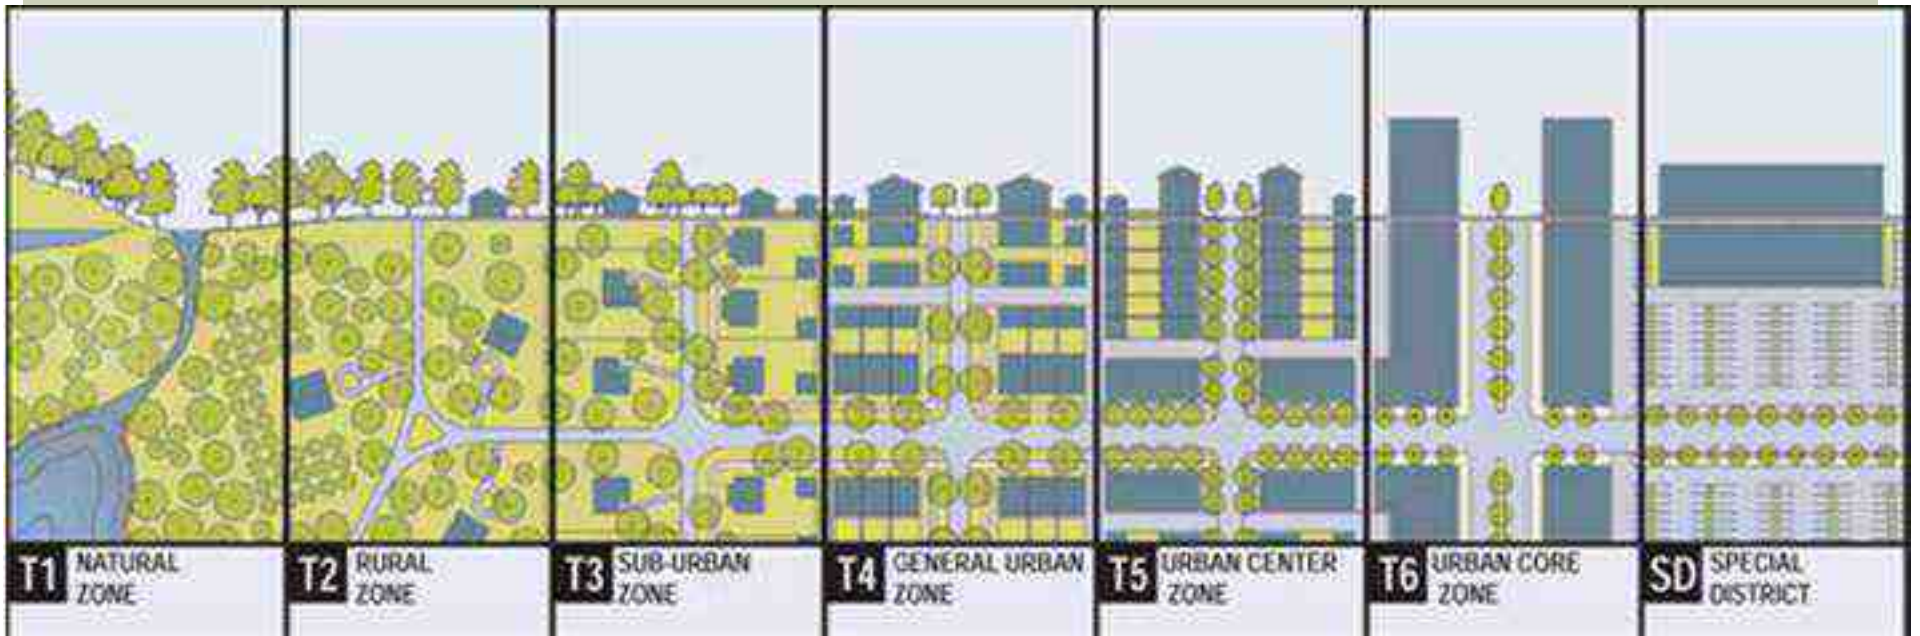 T1 NATURAL
ZONE
T2 RURAL
ZONE
T3 SUB-URBAN
ZONE
T4 GENERAL URBAN
ZONE
T5 URBAN CENTER
ZONE
T6 URBAN CORE
ZONE
SD SPECIAL
DISTRICT